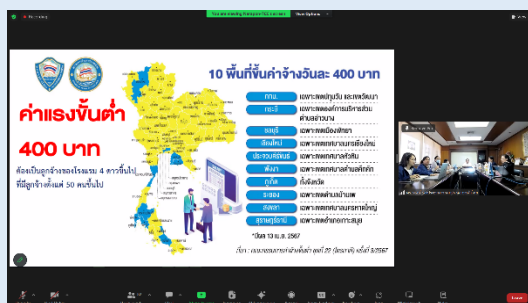 View Options
10 พื้นที่ขึ้นค่าจ้างวันละ 400 บาท
ค่าแรงขั้นต่ำ
400 บาท
ต้องเป็นลูกจ้างของโรงแรม 4 ดาวขึ้นไป
ที่มีลูกจ้างตั้งแต่ 50 คนขึ้นไป
กทม. เฉพาะเขตปทุมวัน และเขตวัฒนา
กระบี่ เฉพาะเขตองค์การบริหารส่วน
ตำบลอ่าวนาง
ชลบุรี เฉพาะเขตเมืองพัทยา
เชียงใหม่ เฉพาะเขตเทศบาลนครเชียงใหม่
ประจวบคีรีขันธ์ เฉพาะเขตเทศบาลหัวหิน
พังงา เฉพาะเขตเทศบาลตำบลคึกคัก
ภูเก็ต ทั้งจังหวัด
ระยอง เฉพาะเขตตำบลบ้านเพ
สงขลา เฉพาะเขตเทศบาลนครหาดใหญ่
สุราษฎร์ธานี เฉพาะเขตอำเภอเกาะสมุย
*มีผล 13 เม.ย. 2567